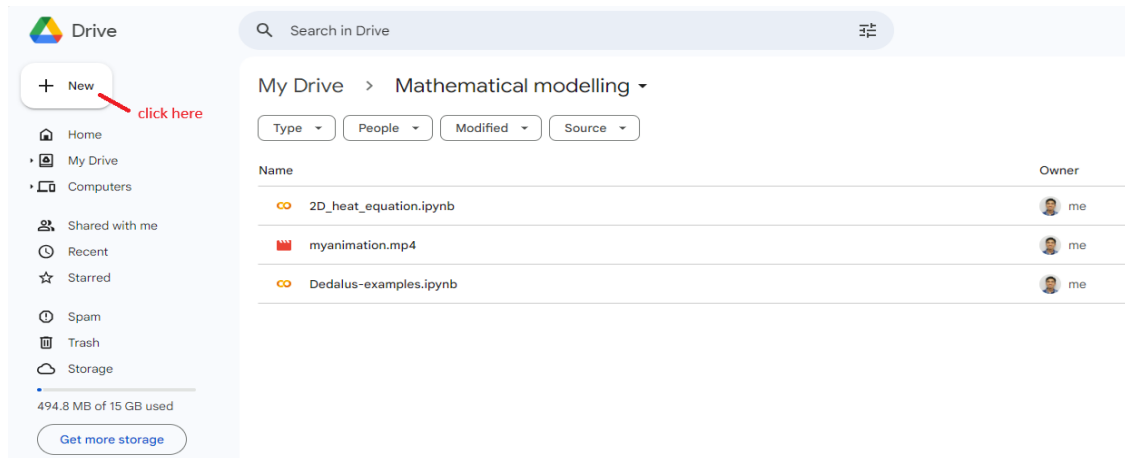 Drive
Search in Drive
New
click here
Home
My Drive
Computers
Shared with me
Recent
Starred
Spam
Trash
Storage
494.8 MB of 15 GB used
Get more storage
My Drive > Mathematical modelling
Type People Modified Source
Name Owner
2D_heat_equation.ipynb me
myanimation.mp4 me
Dedalus-examples.ipynb me